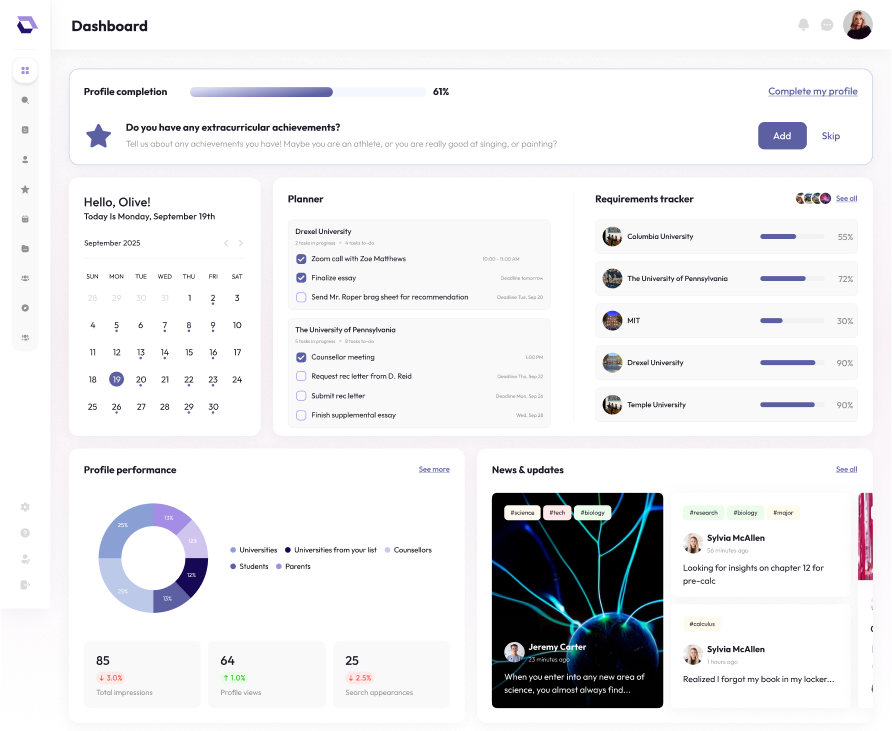 Dashboard
Profile completion
61%
Complete my profile
Do you have any extracurricular achievements?
Tell us about any achievements you have! Maybe you are an athlete, or you are really good at singing, or painting?
Add
Skip
Hello, Olive!
Today Is Monday, September 19th
September 2025
SUN MON TUE WED THU FRI SAT
28 29 30 31 1 2 3
4 5 6 7 8 9 10
11 12 13 14 15 16 17
18 19 20 21 22 23 24
25 26 27 28 29 30
Planner
Drexel University
2 tasks in progress • 4 tasks to-do
Zoom call with Zoe Matthews
10:00 - 11:00 AM
Finalize essay
Deadline tomorrow
Send Mr. Roper brag sheet for recommendation
Deadline Tue, Sep 20
The University of Pennsylvania
5 tasks in progress • 8 tasks to-do
Counsellor meeting
5:00 PM
Request rec letter from D. Reid
Deadline Thu, Sep 22
Submit rec letter
Deadline Mon, Sep 26
Finish supplemental essay
Wed, Sep 28
Requirements tracker
See all
Columbia University
55%
The University of Pennsylvania
72%
MIT
30%
Drexel University
90%
Temple University
90%
Profile performance
See more
25%
13%
12%
13%
25%
Universities
Universities from your list
Counsellors
Students
Parents
85
↓ 3.0%
Total impressions
64
↑ 1.0%
Profile views
25
↓ 2.5%
Search appearances
News & updates
See all
#science #tech #biology
Jeremy Carter
23 minutes ago
When you enter into any new area of
science, you almost always find...
#research #biology #major
Sylvia McAllen
56 minutes ago
Looking for insights on chapter 12 for
pre-calc
#calculus
Sylvia McAllen
1 hours ago
Realized I forgot my book in my locker...